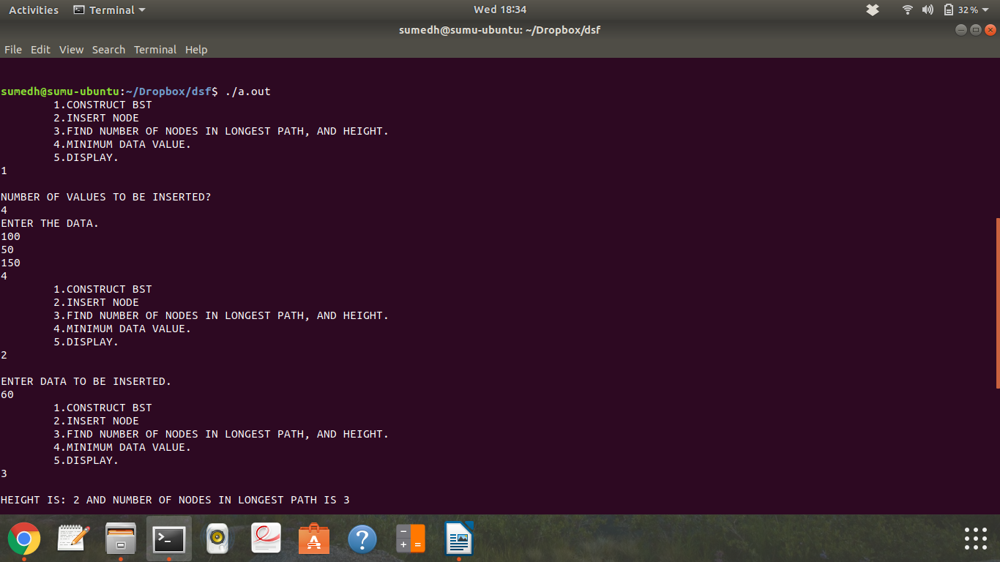 Activities Terminal Wed 18:34 32%
sumedh@sumu-ubuntu: ~/Dropbox/dsf
File Edit View Search Terminal Help
sumedh@sumu-ubuntu:~/Dropbox/dsf$ ./a.out
1.CONSTRUCT BST
2.INSERT NODE
3.FIND NUMBER OF NODES IN LONGEST PATH, AND HEIGHT.
4.MINIMUM DATA VALUE.
5.DISPLAY.
1
NUMBER OF VALUES TO BE INSERTED?
4
ENTER THE DATA.
100
50
150
4
1.CONSTRUCT BST
2.INSERT NODE
3.FIND NUMBER OF NODES IN LONGEST PATH, AND HEIGHT.
4.MINIMUM DATA VALUE.
5.DISPLAY.
2
ENTER DATA TO BE INSERTED.
60
1.CONSTRUCT BST
2.INSERT NODE
3.FIND NUMBER OF NODES IN LONGEST PATH, AND HEIGHT.
4.MINIMUM DATA VALUE.
5.DISPLAY.
3
HEIGHT IS: 2 AND NUMBER OF NODES IN LONGEST PATH IS 3